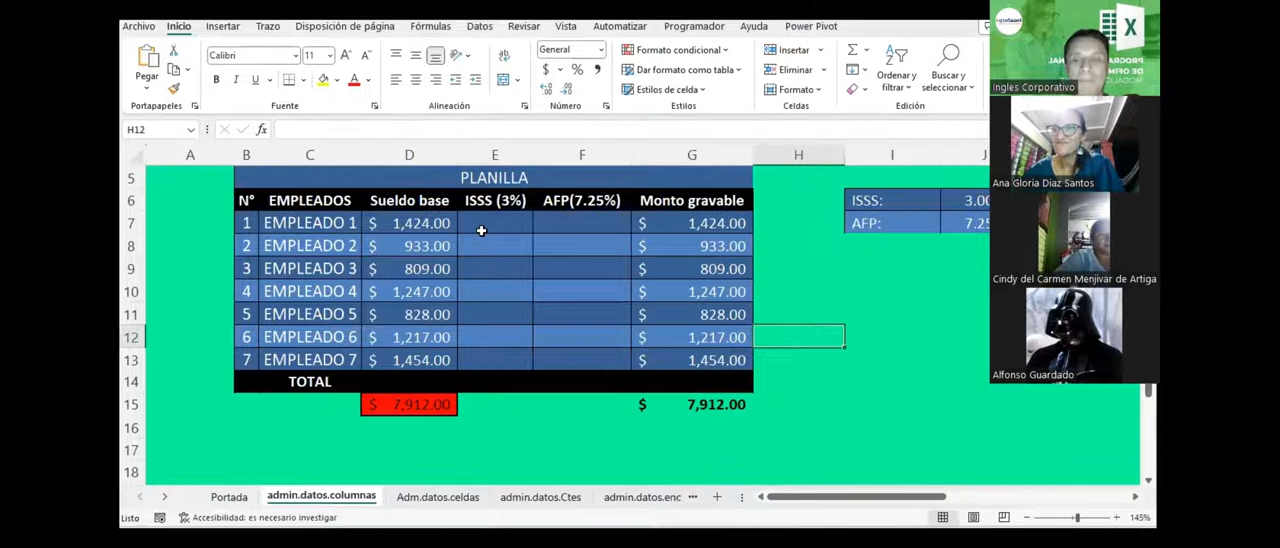 Archivo Inicio Insertar Trazo Disposición de página Fórmulas Datos Revisar Vista Automatizar Programador Ayuda Power Pivot
Pegar
Calibri 11
General
Formato condicional
Dar formato como tabla
Estilos de celda
Insertar
Eliminar
Formato
Ordenar y filtrar
Buscar y seleccionar
Portapapeles Fuente Alineación Número Estilos Celdas Edición
H12
A B C D E F G H I J
5 PLANILLA
6 N° EMPLEADOS Sueldo base ISSS (3%) AFP(7.25%) Monto gravable ISSS: 3.00
7 1 EMPLEADO 1 $ 1,424.00 $ 1,424.00 AFP: 7.25
8 2 EMPLEADO 2 $ 933.00 $ 933.00
9 3 EMPLEADO 3 $ 809.00 $ 809.00
10 4 EMPLEADO 4 $ 1,247.00 $ 1,247.00
11 5 EMPLEADO 5 $ 828.00 $ 828.00
12 6 EMPLEADO 6 $ 1,217.00 $ 1,217.00
13 7 EMPLEADO 7 $ 1,454.00 $ 1,454.00
14 TOTAL
15 $ 7,912.00 $ 7,912.00
16
17
18
Portada admin.datos.columnas Adm.datos.celdas admin.datos.Ctes admin.datos.enc
Listo Accesibilidad: es necesario investigar 145%
Ingles Corporativo
Ana Gloria Diaz Santos
Cindy del Carmen Menjivar de Artiga
Alfonso Guardado